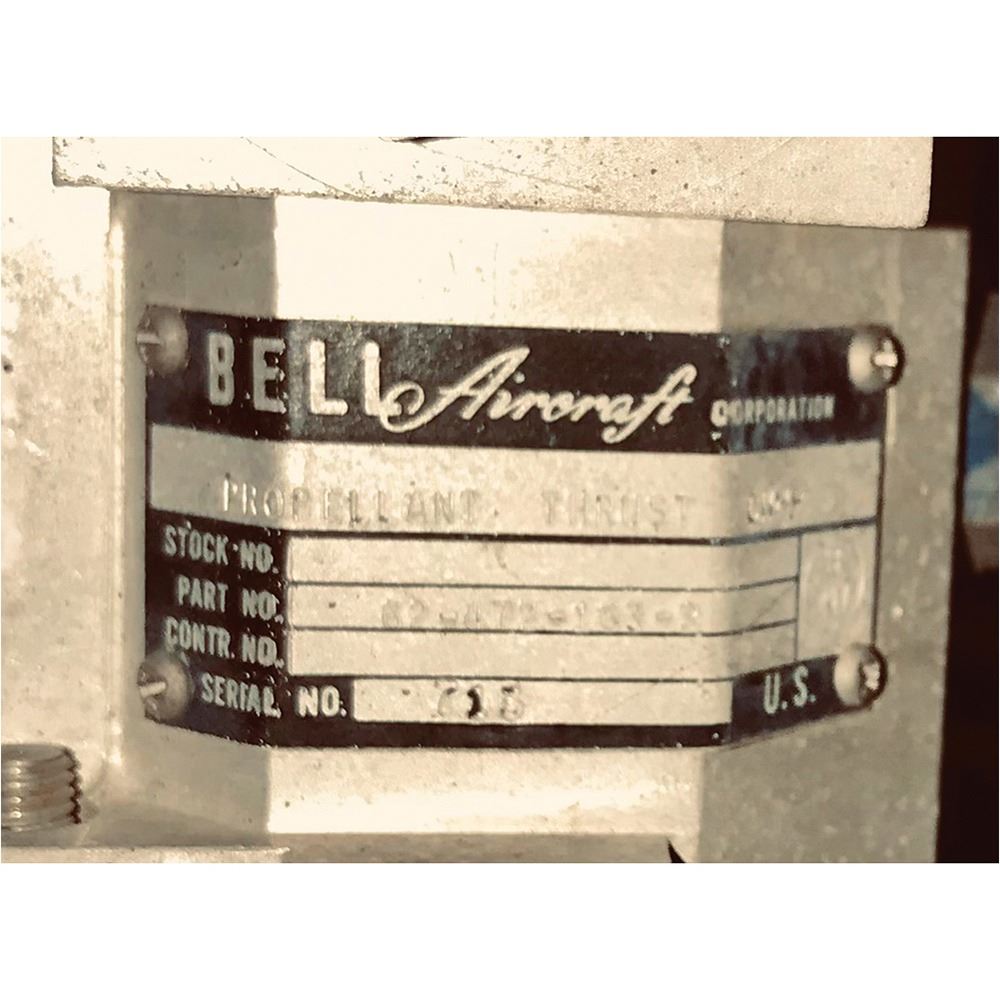 BELL Aircraft CORPORATION
PROPELLANT THRUST
STOCK NO.
PART NO.
CONTR. NO.
SERIAL NO.
U.S.